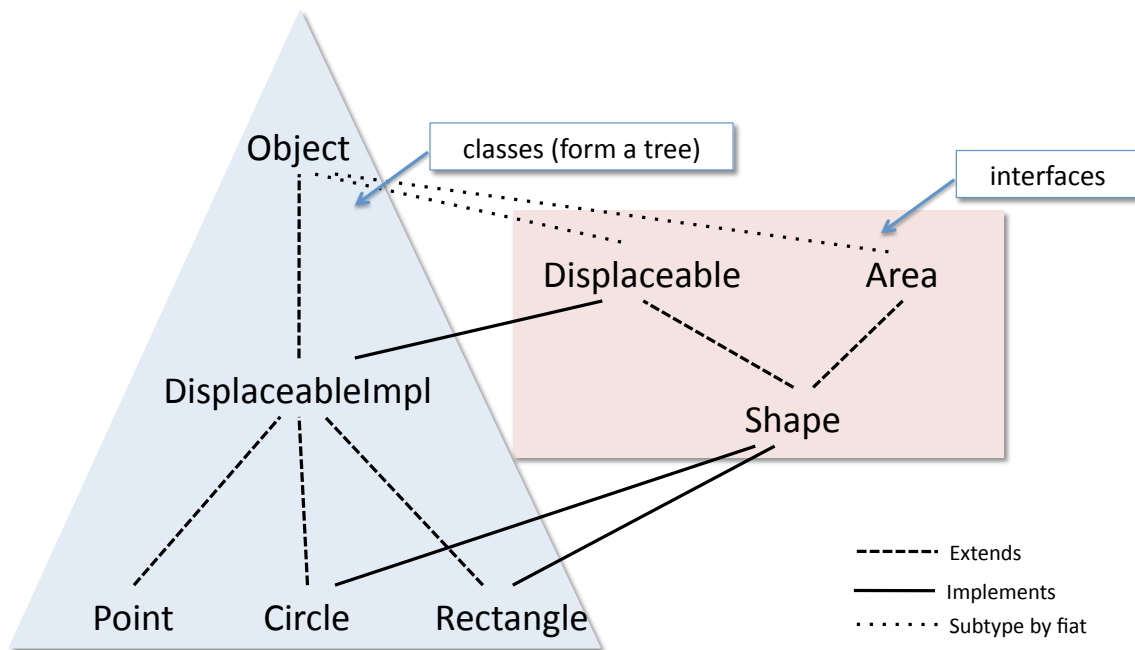 Object
classes (form a tree)
interfaces
Displaceable
Area
DisplaceableImpl
Shape
Extends
Implements
Subtype by fiat
Point
Circle
Rectangle